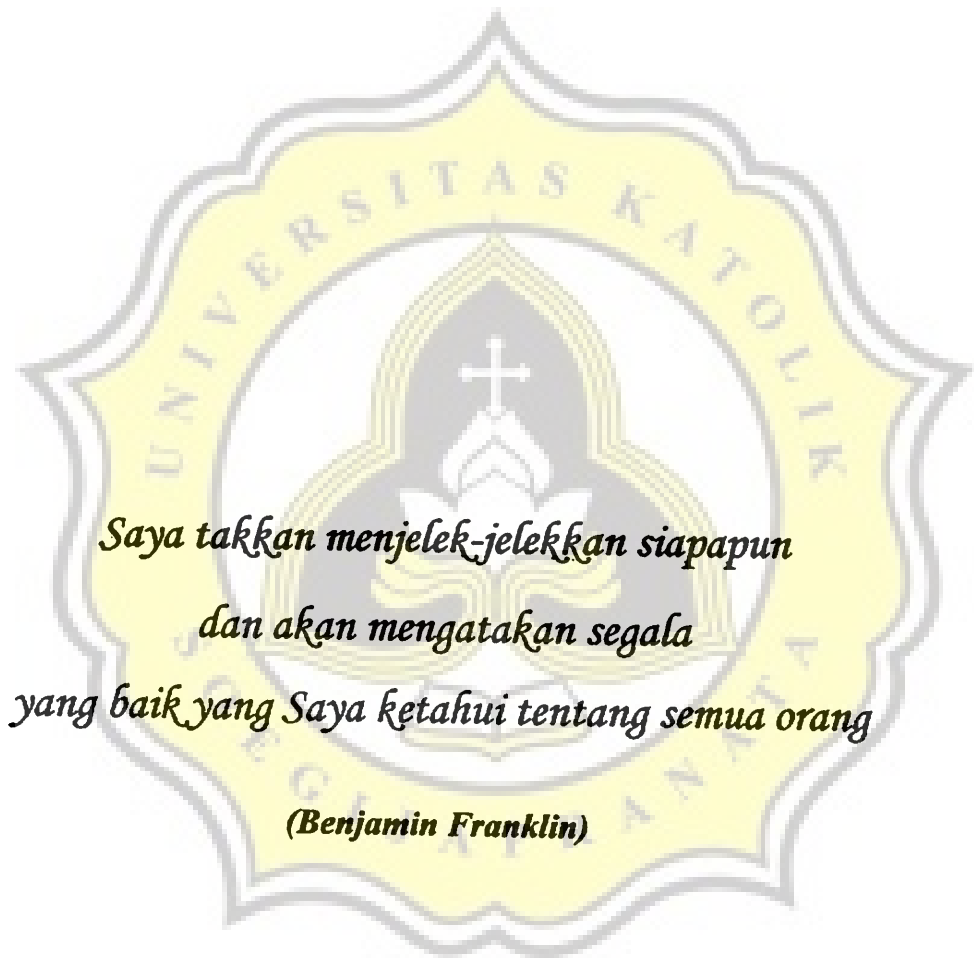 UNIVERSITAS KATOLIK
Saya takkan menjelek-jelekkan siapapun
dan akan mengatakan segala
yang baik yang Saya ketahui tentang semua orang
(Benjamin Franklin)
SOEGIJAPRANATA